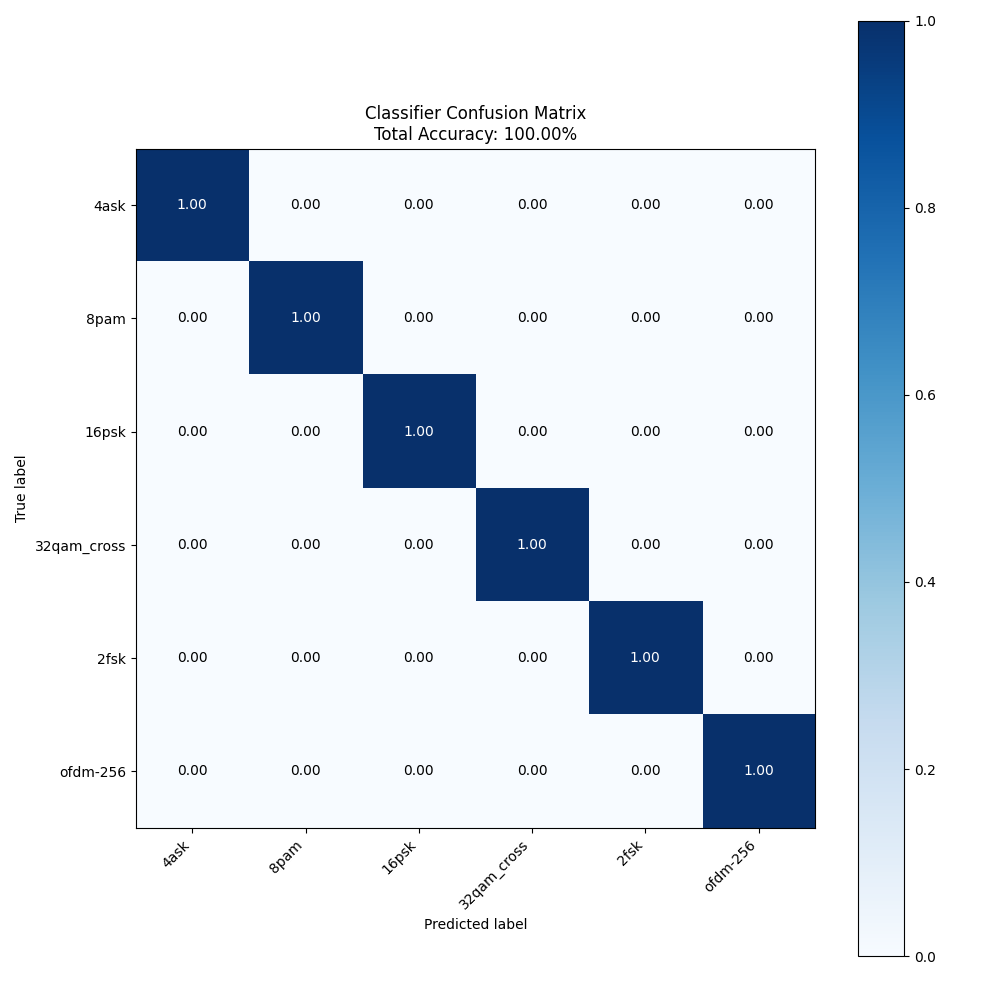 Classifier Confusion Matrix
Total Accuracy: 100.00%
True label
4ask 1.00 0.00 0.00 0.00 0.00 0.00
8pam 0.00 1.00 0.00 0.00 0.00 0.00
16psk 0.00 0.00 1.00 0.00 0.00 0.00
32qam_cross 0.00 0.00 0.00 1.00 0.00 0.00
2fsk 0.00 0.00 0.00 0.00 1.00 0.00
ofdm-256 0.00 0.00 0.00 0.00 0.00 1.00
4ask 8pam 16psk 32qam_cross 2fsk ofdm-256
Predicted label
1.0
0.8
0.6
0.4
0.2
0.0